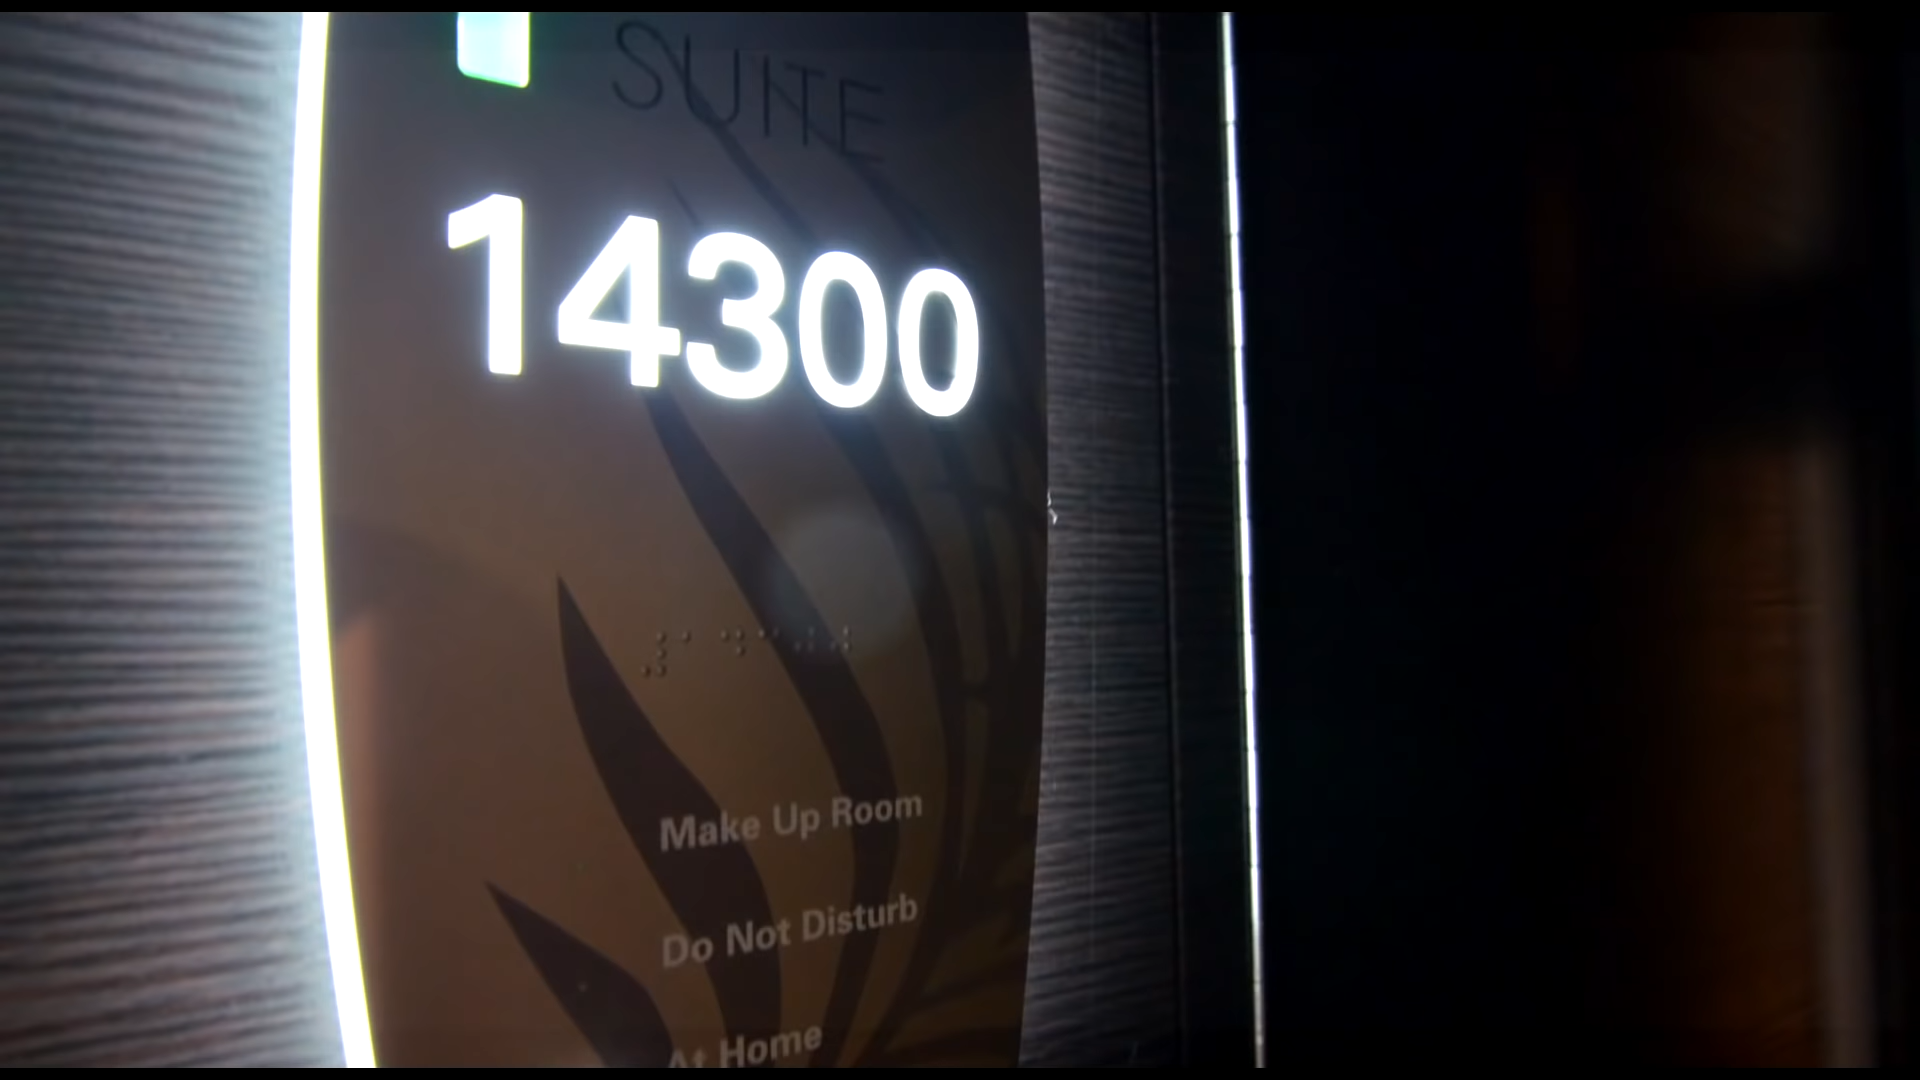 SUITE
14300
Make Up Room
Do Not Disturb
At Home